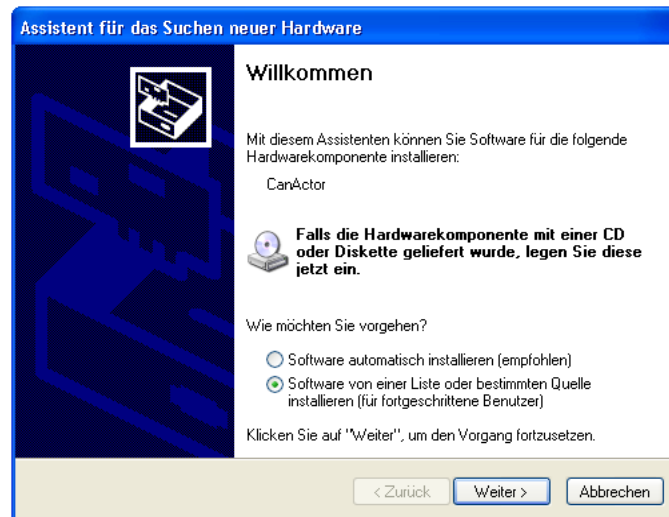 Assistent für das Suchen neuer Hardware
Willkommen
Mit diesem Assistenten können Sie Software für die folgende
Hardwarekomponente installieren:
CanActor
Falls die Hardwarekomponente mit einer CD
oder Diskette geliefert wurde, legen Sie diese
jetzt ein.
Wie möchten Sie vorgehen?
Software automatisch installieren (empfohlen)
Software von einer Liste oder bestimmten Quelle
installieren (für fortgeschrittene Benutzer)
Klicken Sie auf "Weiter", um den Vorgang fortzusetzen.
< Zurück Weiter > Abbrechen